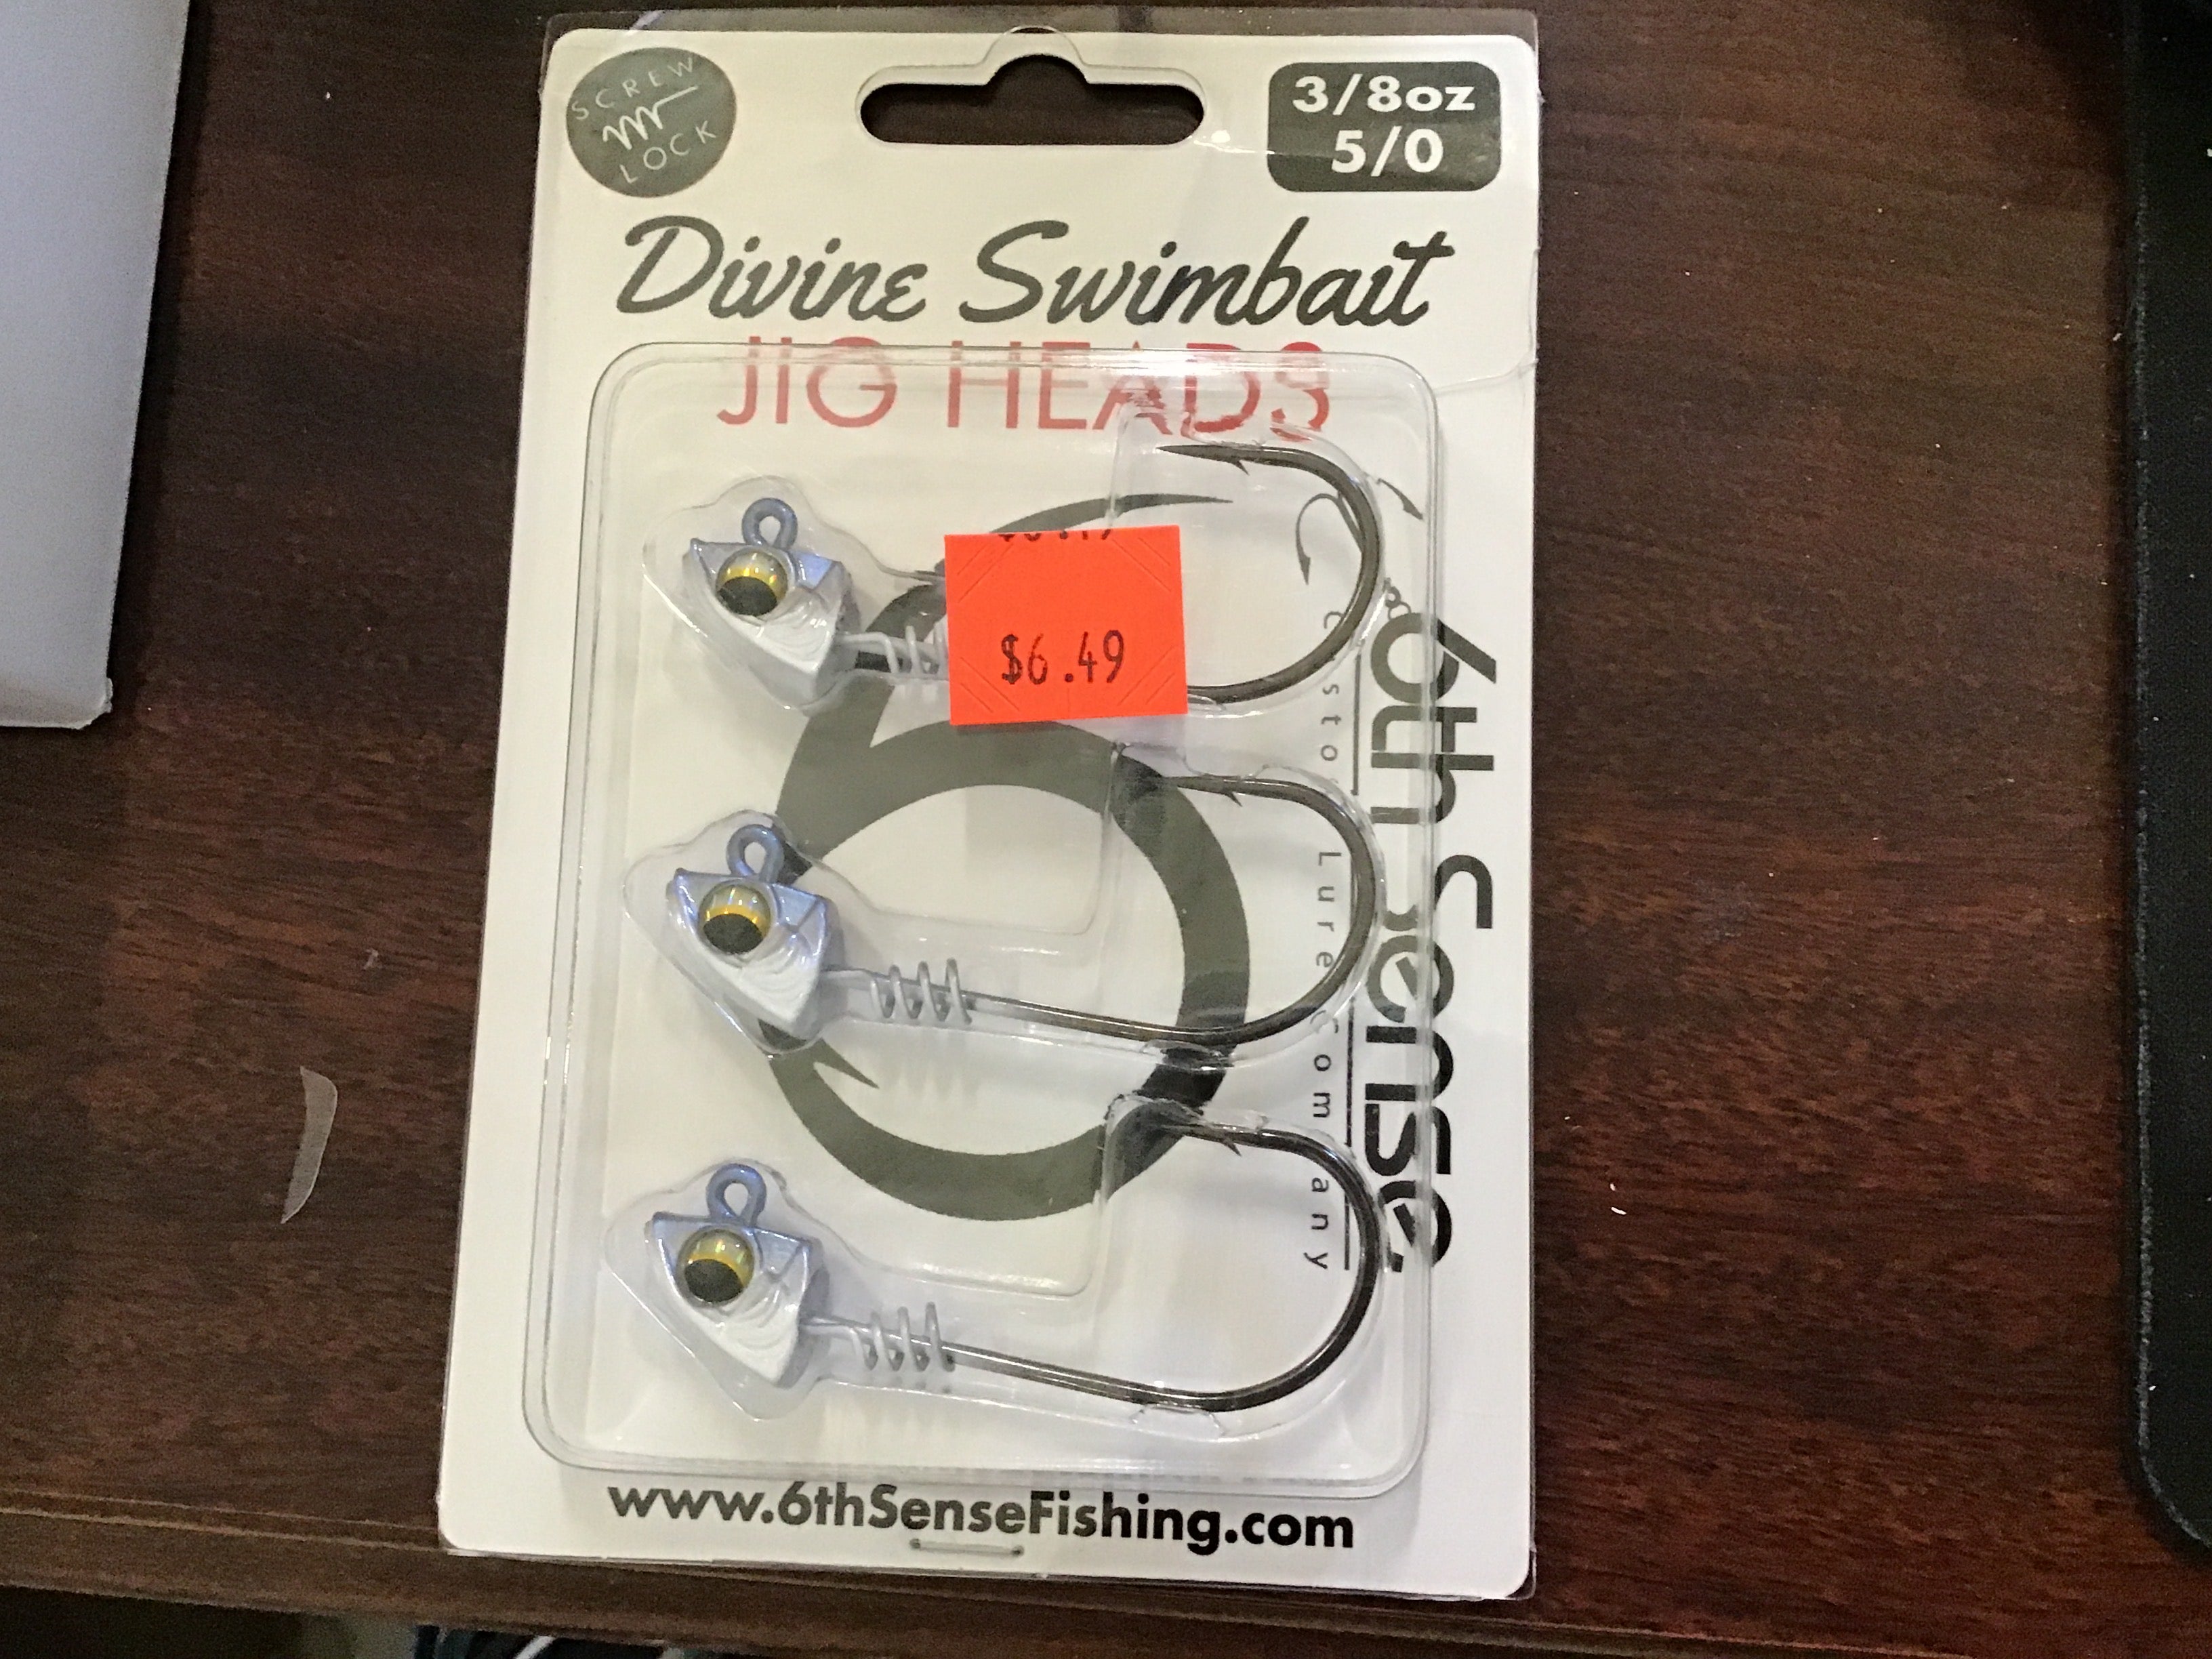 SCREW
LOCK
3/8oz
5/0
Divine Swimbait
JIG HEADS
$6.49
6th Sense
Custom Lure Company
www.6thSenseFishing.com